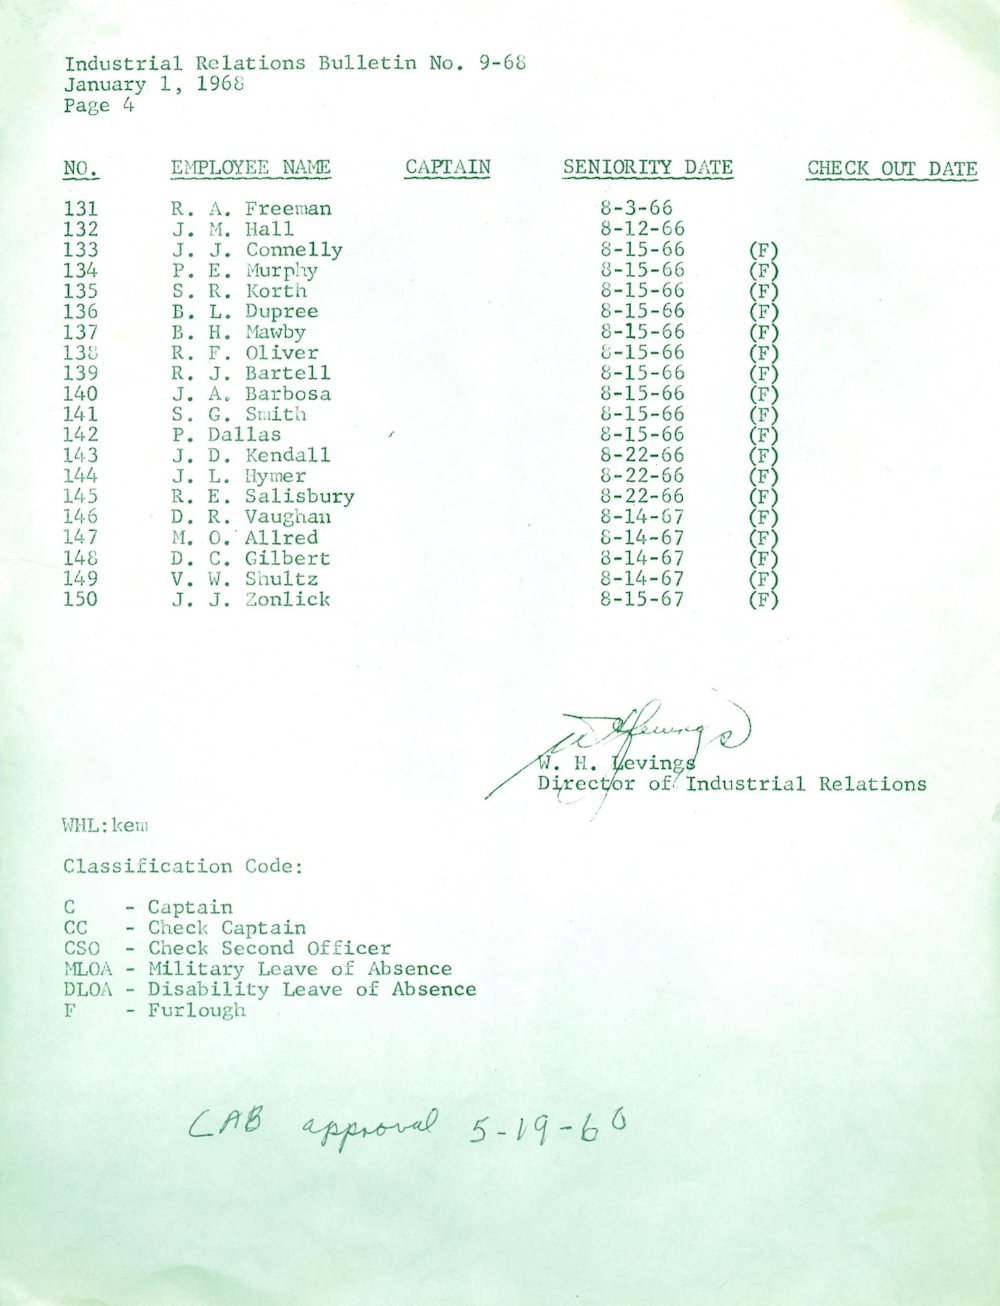 Industrial Relations Bulletin No. 9-68
January 1, 1968
Page 4
NO. EMPLOYEE NAME CAPTAIN SENIORITY DATE CHECK OUT DATE
131 R. A. Freeman 8-3-66
132 J. M. Hall 8-12-66
133 J. J. Connelly 8-15-66 (F)
134 P. E. Murphy 8-15-66 (F)
135 S. R. Korth 8-15-66 (F)
136 B. L. Dupree 8-15-66 (F)
137 B. H. Mawby 8-15-66 (F)
138 R. F. Oliver 8-15-66 (F)
139 R. J. Bartell 8-15-66 (F)
140 J. A. Barbosa 8-15-66 (F)
141 S. G. Smith 8-15-66 (F)
142 P. Dallas 8-15-66 (F)
143 J. D. Kendall 8-22-66 (F)
144 J. L. Hymer 8-22-66 (F)
145 R. E. Salisbury 8-22-66 (F)
146 D. R. Vaughan 8-14-67 (F)
147 M. O. Allred 8-14-67 (F)
148 D. C. Gilbert 8-14-67 (F)
149 V. W. Shultz 8-14-67 (F)
150 J. J. Zonlick 8-15-67 (F)
W H Levings
W. H. Levings
Director of Industrial Relations
WHL:kem
Classification Code:
C - Captain
CC - Check Captain
CSO - Check Second Officer
MLOA - Military Leave of Absence
DLOA - Disability Leave of Absence
F - Furlough
CAB approval 5-19-60